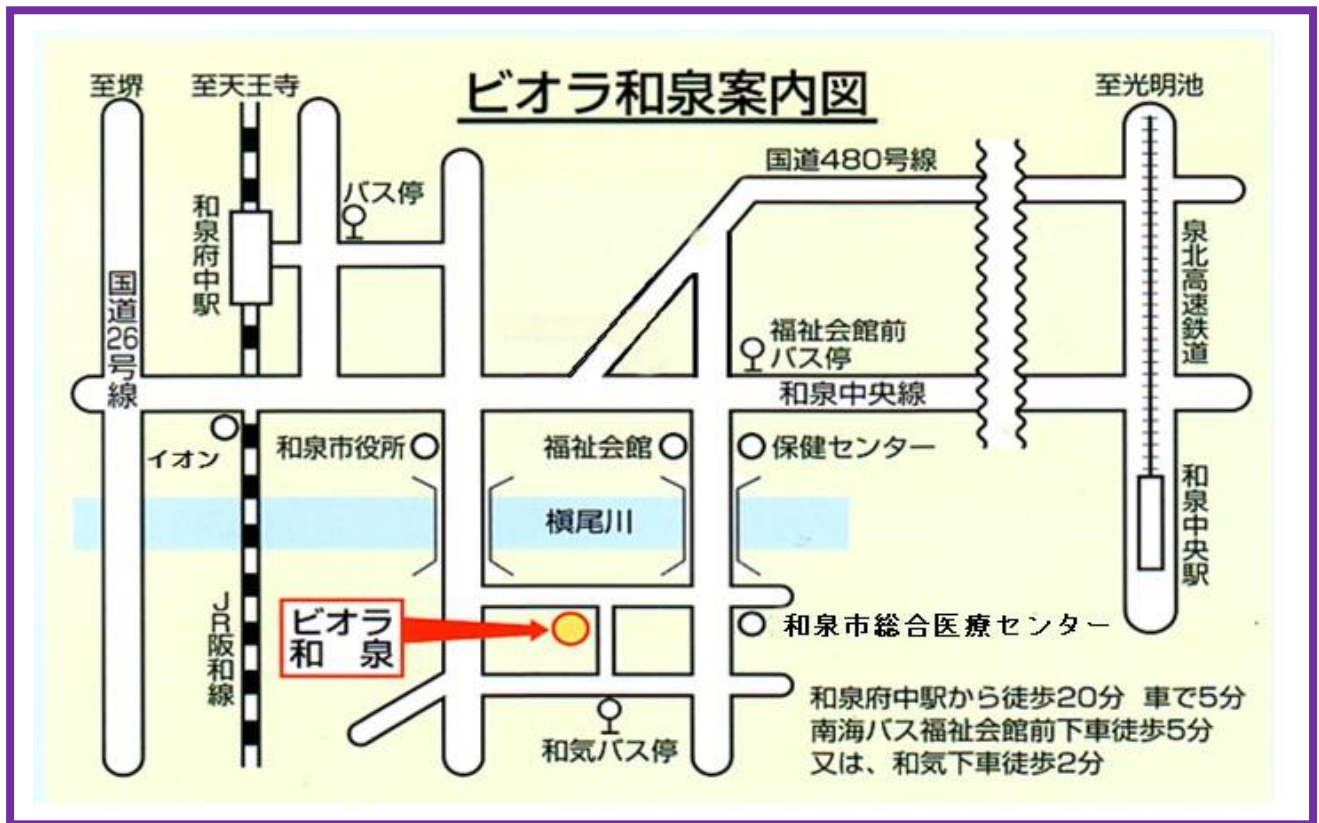 ビオラ和泉案内図
至堺
至天王寺
至光明池
国道480号線
バス停
和泉府中駅
泉北高速鉄道
国道26号線
福祉会館前
バス停
和泉中央線
イオン
和泉市役所
福祉会館
保健センター
和泉中央駅
槇尾川
JR阪和線
ビオラ
和 泉
和泉市総合医療センター
和気バス停
和泉府中駅から徒歩20分 車で5分
南海バス福祉会館前下車徒歩5分
又は、和気下車徒歩2分